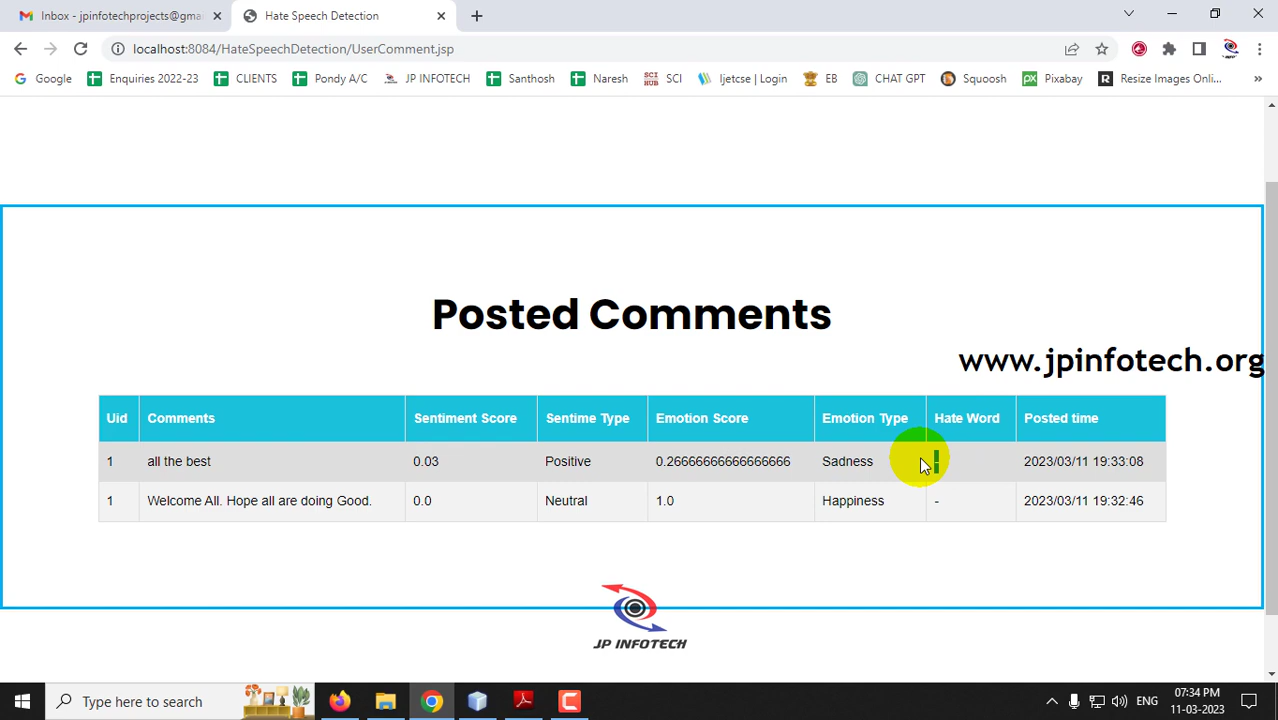 Inbox - jpinfotechprojects@gma
Hate Speech Detection
localhost:8084/HateSpeechDetection/UserComment.jsp
Google
Enquiries 2022-23
CLIENTS
Pondy A/C
JP INFOTECH
Santhosh
Naresh
SCI HUB SCI
Ijetcse | Login
EB
CHAT GPT
Squoosh
px Pixabay
R Resize Images Onli...
Posted Comments
www.jpinfotech.org
Uid Comments Sentiment Score Sentime Type Emotion Score Emotion Type Hate Word Posted time
1 all the best 0.03 Positive 0.26666666666666666 Sadness - 2023/03/11 19:33:08
1 Welcome All. Hope all are doing Good. 0.0 Neutral 1.0 Happiness - 2023/03/11 19:32:46
JP INFOTECH
Type here to search
ENG
07:34 PM
11-03-2023